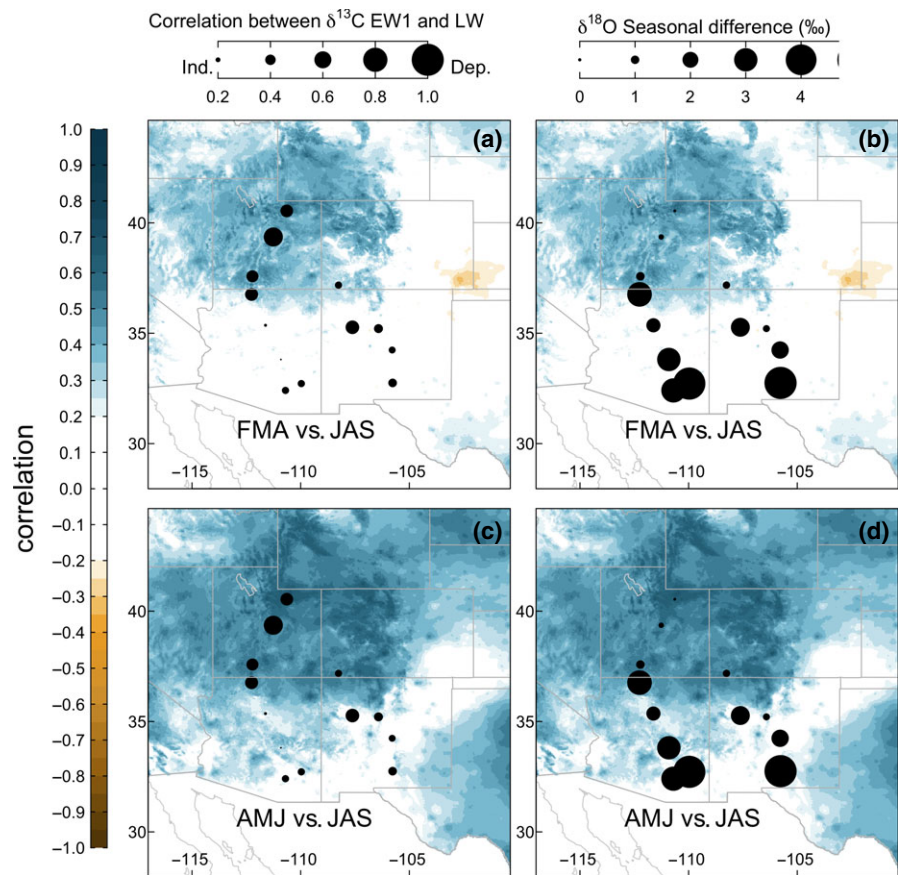 Correlation between δ¹³C EW1 and LW
Ind. Dep.
0.2 0.4 0.6 0.8 1.0
δ¹⁸O Seasonal difference (‰)
0 1 2 3 4
correlation
1.0
0.9
0.8
0.7
0.6
0.5
0.4
0.3
0.2
0.1
0.0
−0.1
−0.2
−0.3
−0.4
−0.5
−0.6
−0.7
−0.8
−0.9
−1.0
(a)
40
35
30
FMA vs. JAS
−115 −110 −105
(b)
40
35
30
FMA vs. JAS
−115 −110 −105
(c)
40
35
30
AMJ vs. JAS
−115 −110 −105
(d)
40
35
30
AMJ vs. JAS
−115 −110 −105